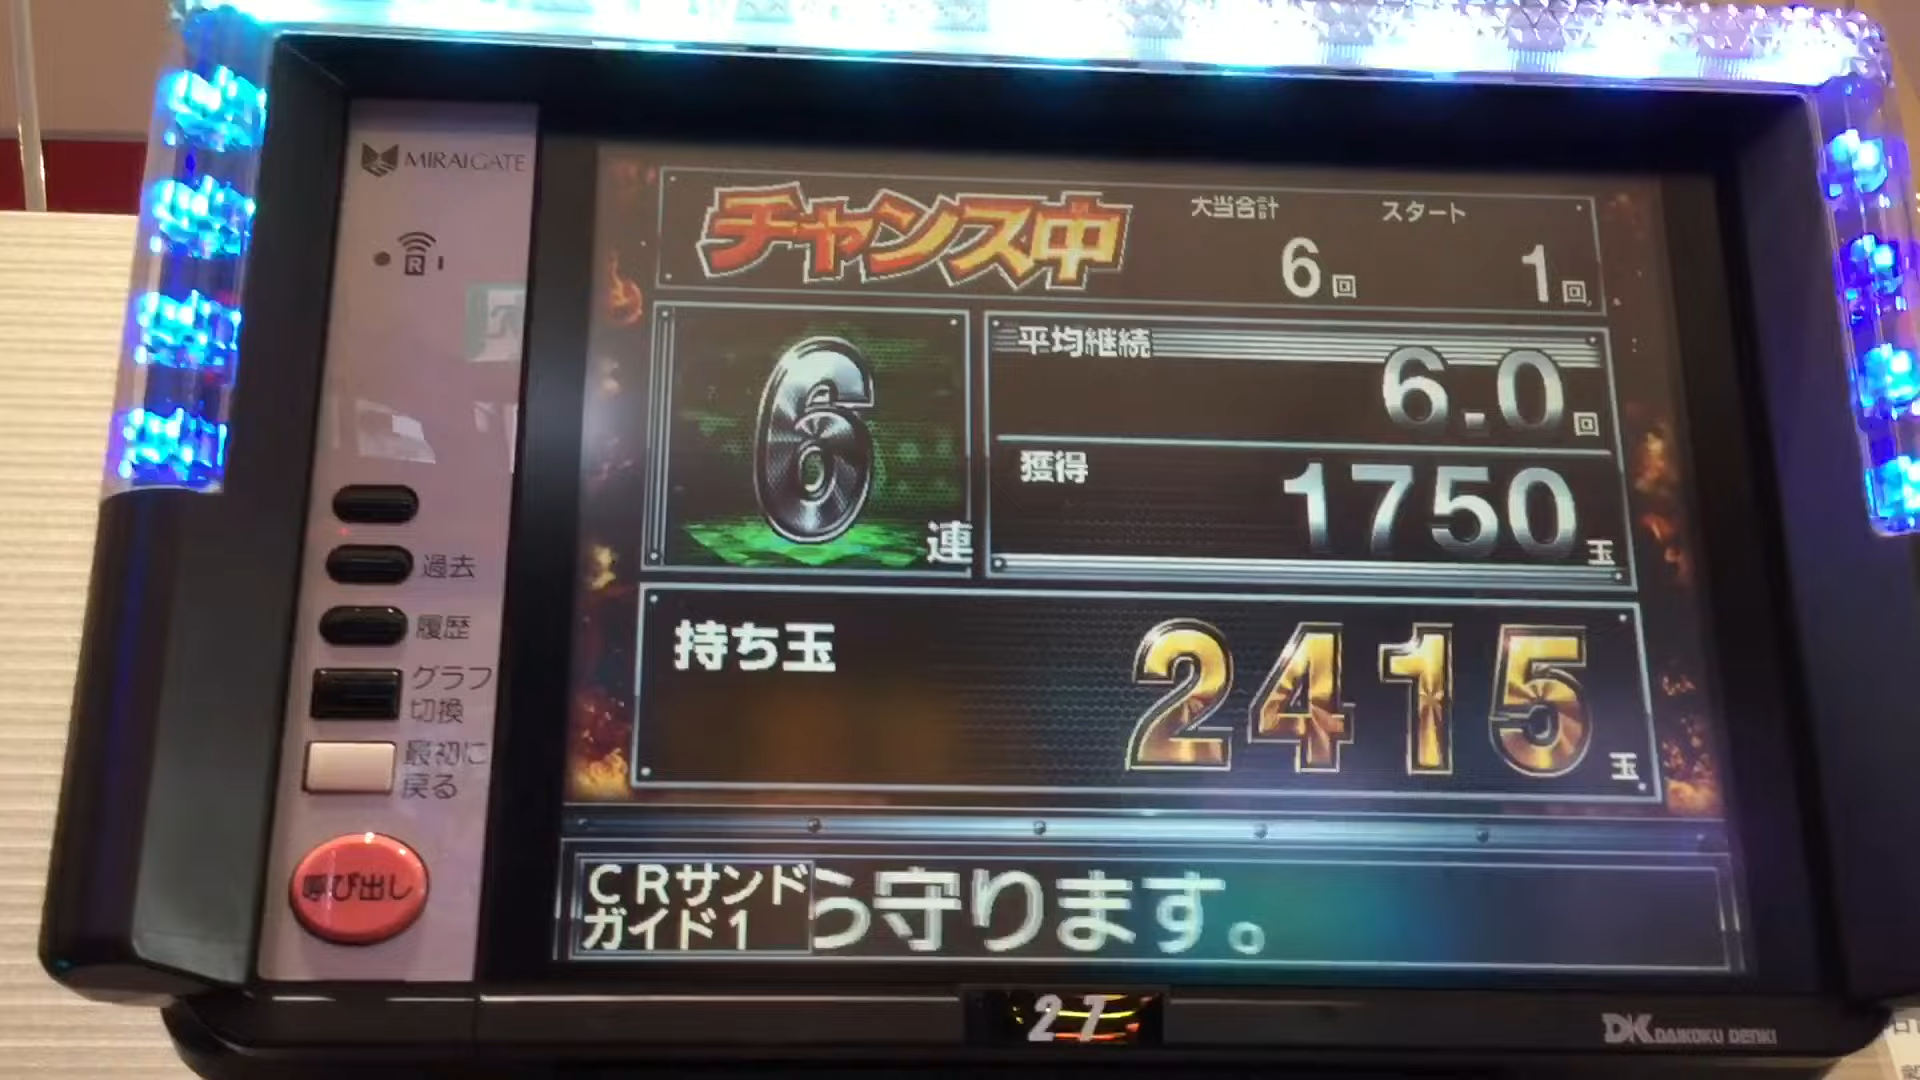 MIRAIGATE
R
過去
履歴
グラフ
切換
最初に
戻る
呼び出し
チャンス中
大当合計
6回
スタート
1回
6連
平均継続
6.0回
獲得
1750玉
持ち玉
2415玉
CRサンド
ガイド1
ら守ります。
27
DK DAIKOKU DENKI